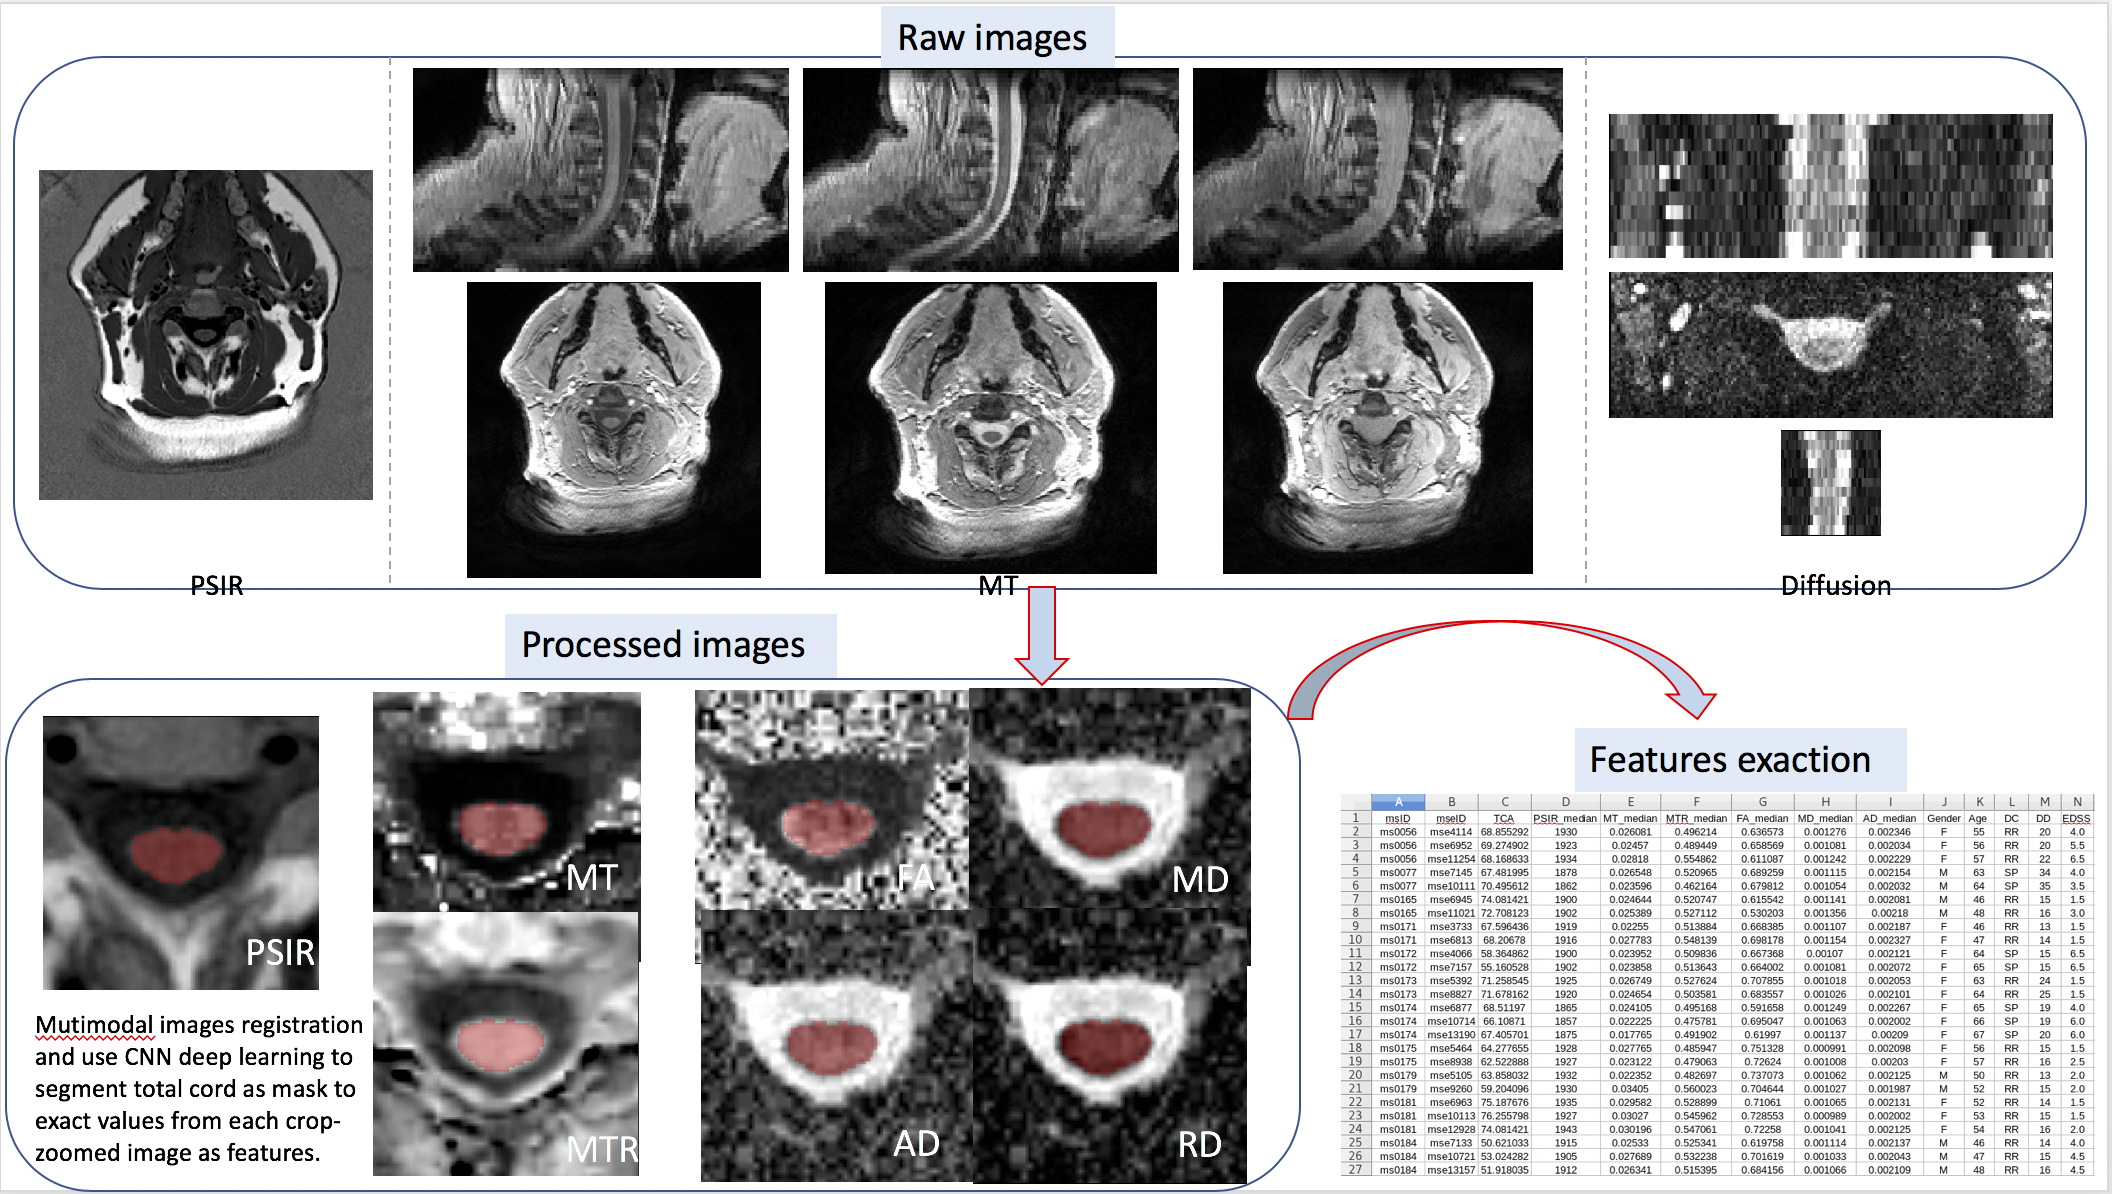 Raw images
PSIR
MT
Diffusion
Processed images
PSIR
MT
MTR
FA
MD
AD
RD
Mutimodal images registration
and use CNN deep learning to
segment total cord as mask to
exact values from each crop-
zoomed image as features.
Features exaction
A B C D E F G H I J K L M N
1 msID mseID TCA PSIR_median MT_median MTR_median FA_median MD_median AD_median Gender Age DC DD EDSS
2 ms0056 mse4114 68.855292 1930 0.026081 0.496214 0.636573 0.001276 0.002346 F 55 RR 20 4.0
3 ms0056 mse6952 69.274902 1923 0.02457 0.489449 0.658569 0.001081 0.002034 F 56 RR 20 5.5
4 ms0056 mse11254 68.168633 1934 0.02818 0.554862 0.611087 0.001242 0.002229 F 57 RR 22 6.5
5 ms0077 mse7145 67.481995 1878 0.026548 0.520965 0.689259 0.001115 0.002154 M 63 SP 34 4.0
6 ms0077 mse10111 70.495612 1862 0.023596 0.462164 0.679812 0.001054 0.002032 M 64 SP 35 3.5
7 ms0165 mse6945 74.081421 1900 0.024644 0.520747 0.615542 0.001141 0.002081 M 46 RR 15 1.5
8 ms0165 mse11021 72.708123 1902 0.025389 0.527112 0.530203 0.001356 0.00218 M 48 RR 16 3.0
9 ms0171 mse3733 67.596436 1919 0.02255 0.513884 0.668385 0.001107 0.002187 F 46 RR 13 1.5
10 ms0171 mse6813 68.20678 1916 0.027783 0.548139 0.698178 0.001154 0.002327 F 47 RR 14 1.5
11 ms0172 mse4066 58.364862 1900 0.023952 0.509836 0.667368 0.00107 0.002121 F 64 SP 15 6.5
12 ms0172 mse7157 55.160528 1902 0.023858 0.513643 0.664002 0.001081 0.002072 F 65 SP 15 6.5
13 ms0173 mse5392 71.258545 1925 0.026749 0.527624 0.707855 0.001018 0.002053 F 63 RR 24 1.5
14 ms0173 mse8827 71.678162 1920 0.024654 0.503581 0.683557 0.001026 0.002101 F 64 RR 25 1.5
15 ms0174 mse6877 68.51197 1865 0.024105 0.495168 0.591658 0.001249 0.002267 F 65 SP 19 4.0
16 ms0174 mse10714 66.10871 1857 0.022225 0.475781 0.695047 0.001063 0.002002 F 66 SP 19 6.0
17 ms0174 mse13190 67.405701 1875 0.017765 0.491902 0.61997 0.001137 0.00209 F 67 SP 20 6.0
18 ms0175 mse5464 64.277655 1928 0.027765 0.485947 0.751328 0.000991 0.002098 F 56 RR 15 1.5
19 ms0175 mse8938 62.522888 1927 0.023122 0.479063 0.72624 0.001008 0.00203 F 57 RR 16 2.5
20 ms0179 mse5105 63.858032 1932 0.022352 0.482697 0.737073 0.001062 0.002125 M 50 RR 13 2.0
21 ms0179 mse9260 59.204096 1930 0.03405 0.560023 0.704644 0.001027 0.001987 M 52 RR 15 2.0
22 ms0181 mse6963 75.187676 1935 0.029582 0.528899 0.71061 0.001065 0.002131 F 52 RR 14 1.5
23 ms0181 mse10113 76.255798 1927 0.03027 0.545962 0.728553 0.000989 0.002002 F 53 RR 15 1.5
24 ms0181 mse12928 74.081421 1943 0.030196 0.547061 0.72258 0.001041 0.002125 F 54 RR 16 2.0
25 ms0184 mse7133 50.621033 1915 0.02533 0.525341 0.619758 0.001114 0.002137 M 46 RR 14 4.0
26 ms0184 mse10721 53.024282 1905 0.027689 0.532238 0.701619 0.001033 0.002043 M 47 RR 15 4.5
27 ms0184 mse13157 51.918035 1912 0.026341 0.515395 0.684156 0.001066 0.002109 M 48 RR 16 4.5